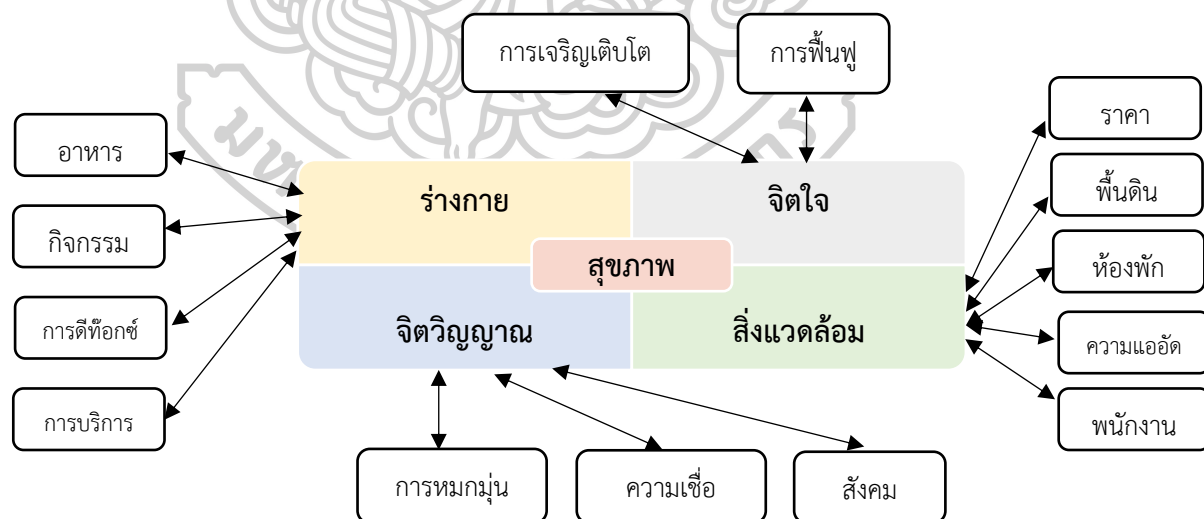 การเจริญเติบโต
การฟื้นฟู
ราคา
อาหาร
พื้นดิน
ร่างกาย
จิตใจ
กิจกรรม
ห้องพัก
สุขภาพ
การดีท๊อกซ์
จิตวิญญาณ
สิ่งแวดล้อม
ความแออัด
การบริการ
พนักงาน
การหมกมุ่น
ความเชื่อ
สังคม